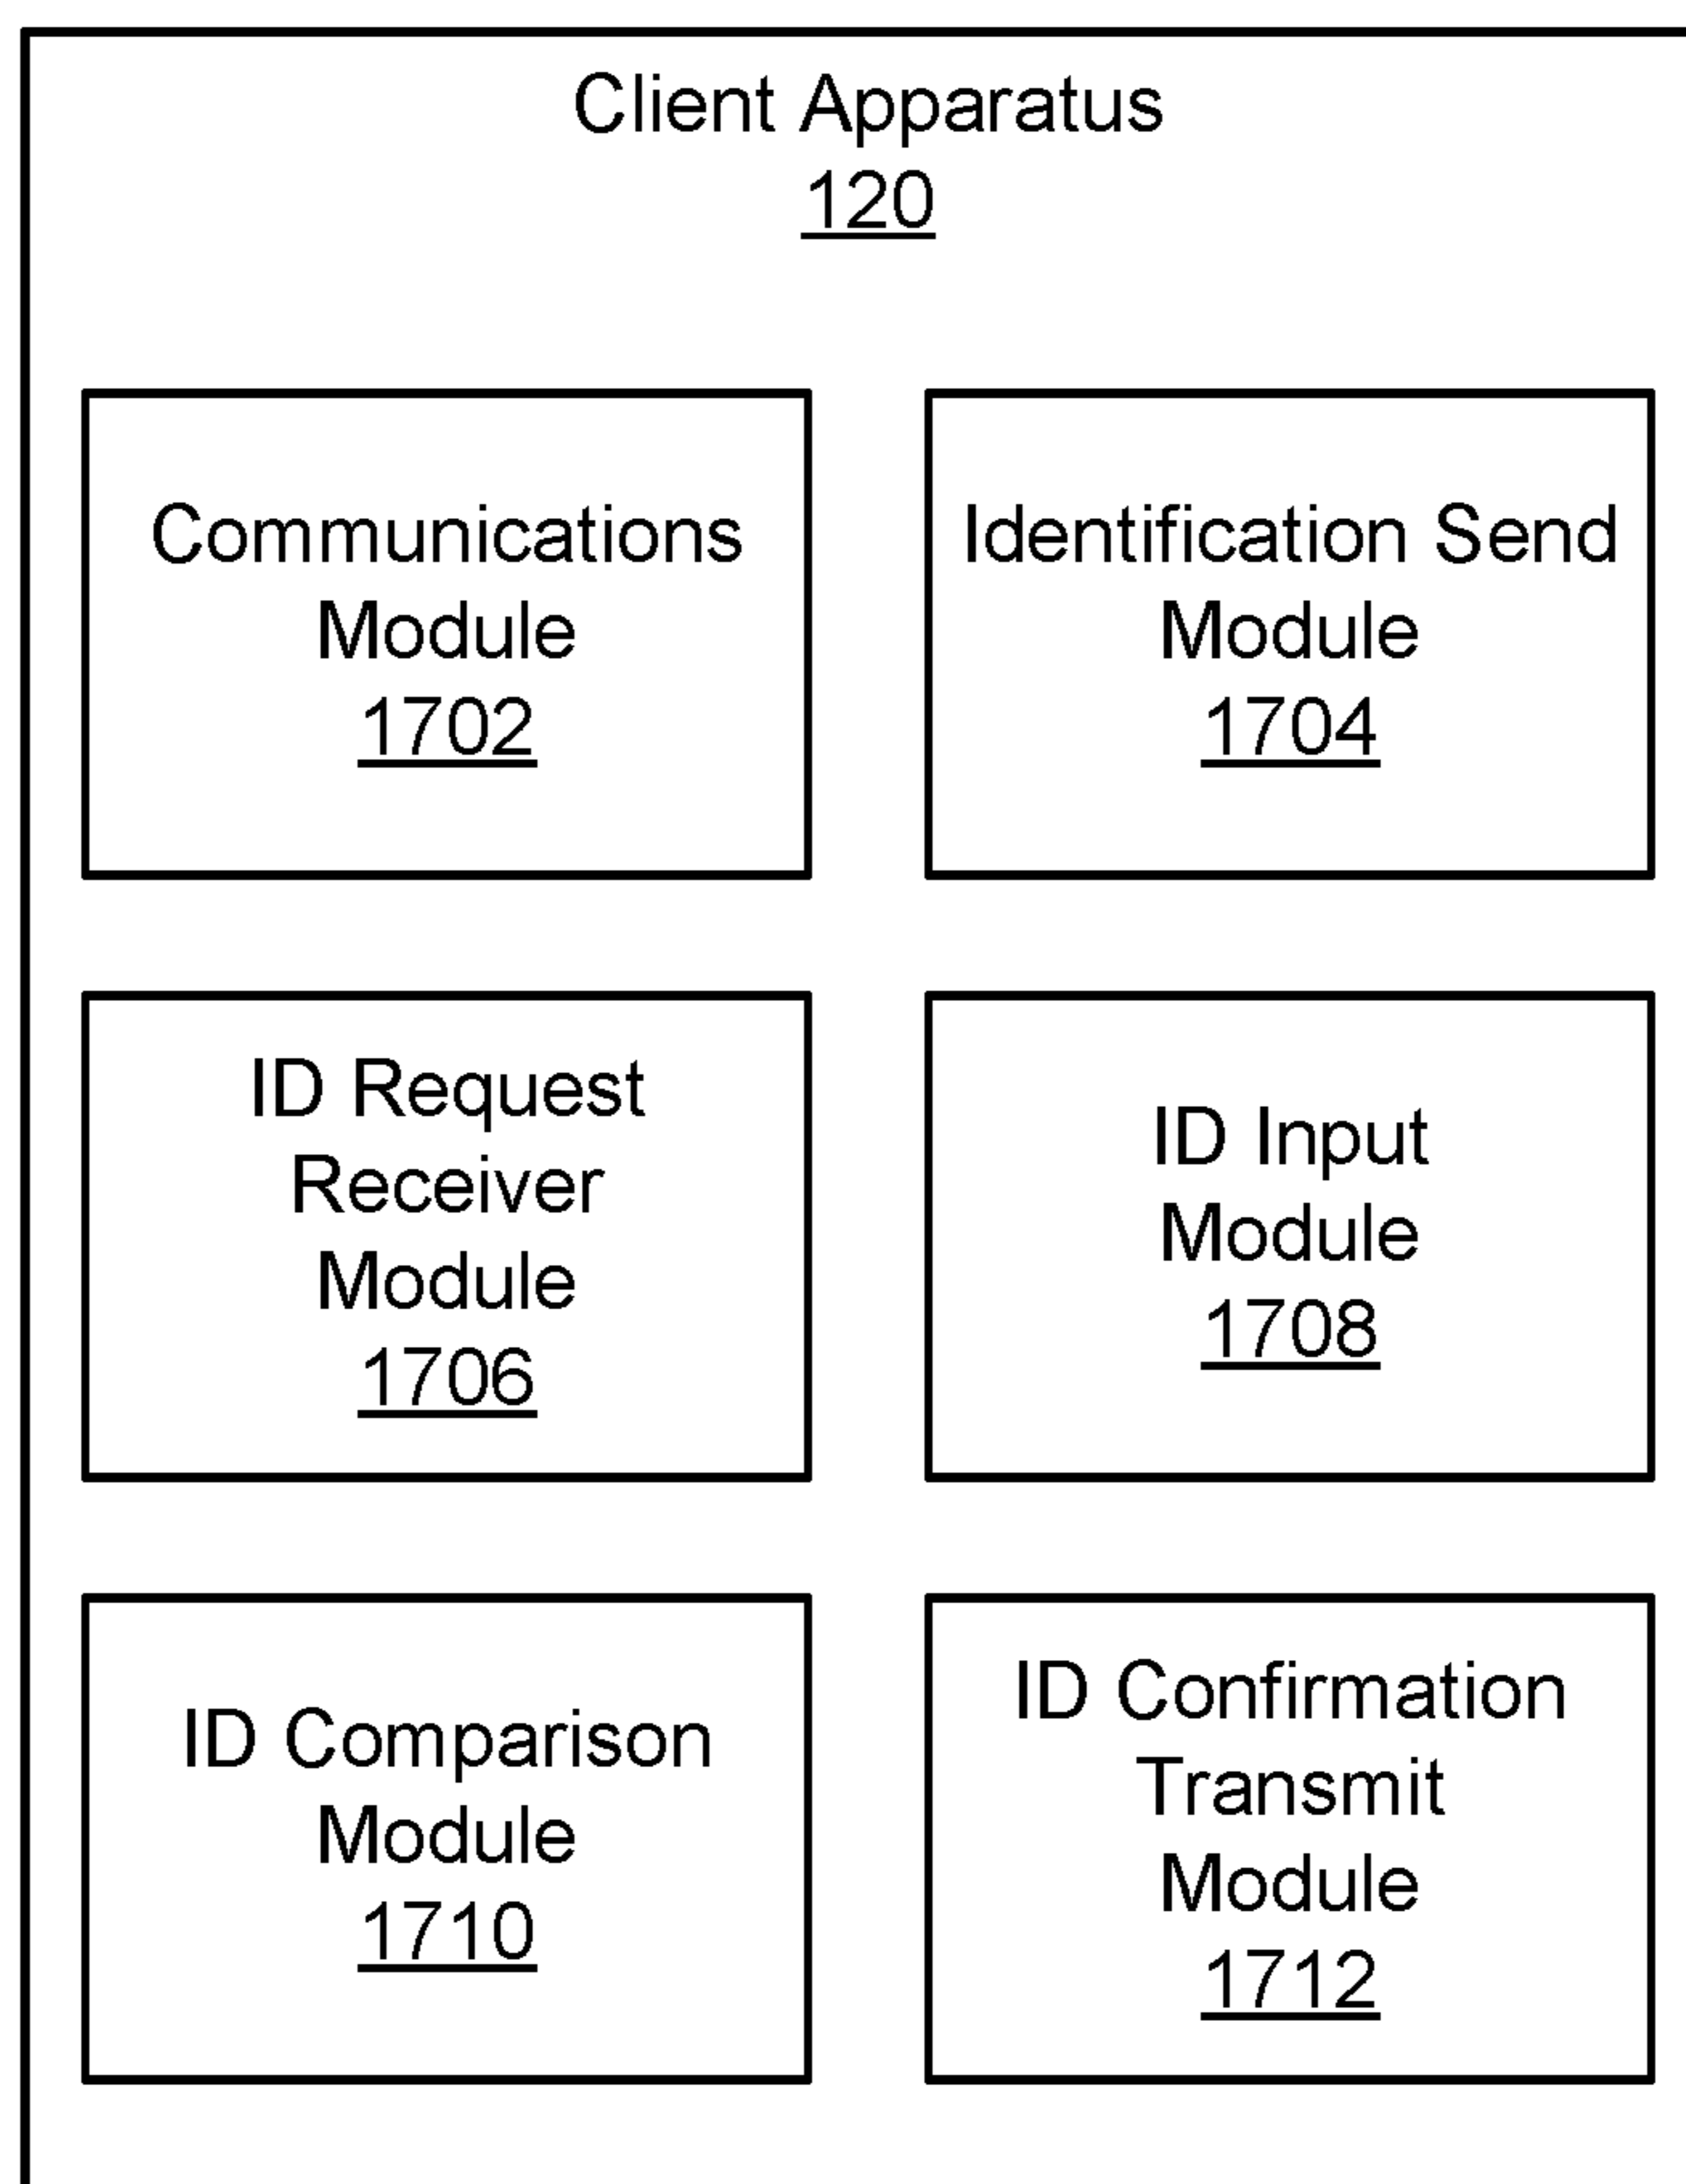 Client Apparatus
120
Communications
Module
1702
Identification Send
Module
1704
ID Request
Receiver
Module
1706
ID Input
Module
1708
ID Comparison
Module
1710
ID Confirmation
Transmit
Module
1712